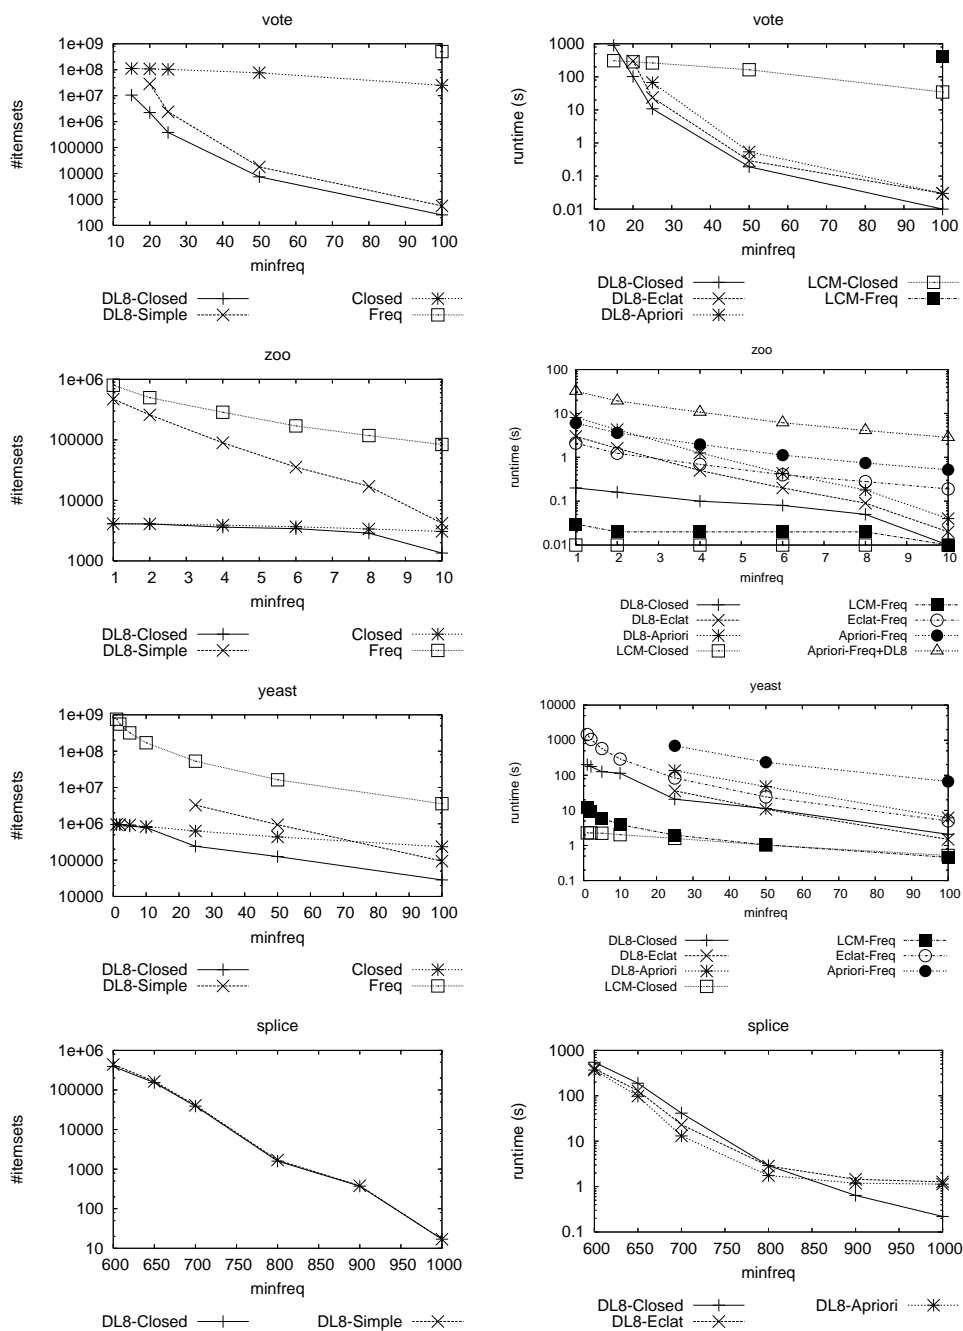 vote
1e+09
1e+08
1e+07
1e+06
100000
10000
1000
100
#itemsets
10 20 30 40 50 60 70 80 90 100
minfreq
DL8-Closed Closed
DL8-Simple Freq
vote
1000
100
10
1
0.1
0.01
runtime (s)
10 20 30 40 50 60 70 80 90 100
minfreq
DL8-Closed LCM-Closed
DL8-Eclat LCM-Freq
DL8-Apriori
zoo
1e+06
100000
10000
1000
#itemsets
1 2 3 4 5 6 7 8 9 10
minfreq
DL8-Closed Closed
DL8-Simple Freq
zoo
100
10
1
0.1
0.01
runtime (s)
1 2 3 4 5 6 7 8 9 10
minfreq
DL8-Closed LCM-Freq
DL8-Eclat Eclat-Freq
DL8-Apriori Apriori-Freq
LCM-Closed Apriori-Freq+DL8
yeast
1e+09
1e+08
1e+07
1e+06
100000
10000
#itemsets
0 10 20 30 40 50 60 70 80 90 100
minfreq
DL8-Closed Closed
DL8-Simple Freq
yeast
10000
1000
100
10
1
0.1
runtime (s)
0 10 20 30 40 50 60 70 80 90 100
minfreq
DL8-Closed LCM-Freq
DL8-Eclat Eclat-Freq
DL8-Apriori Apriori-Freq
LCM-Closed
splice
1e+06
100000
10000
1000
100
10
#itemsets
600 650 700 750 800 850 900 950 1000
minfreq
DL8-Closed DL8-Simple
splice
1000
100
10
1
0.1
runtime (s)
600 650 700 750 800 850 900 950 1000
minfreq
DL8-Closed DL8-Apriori
DL8-Eclat